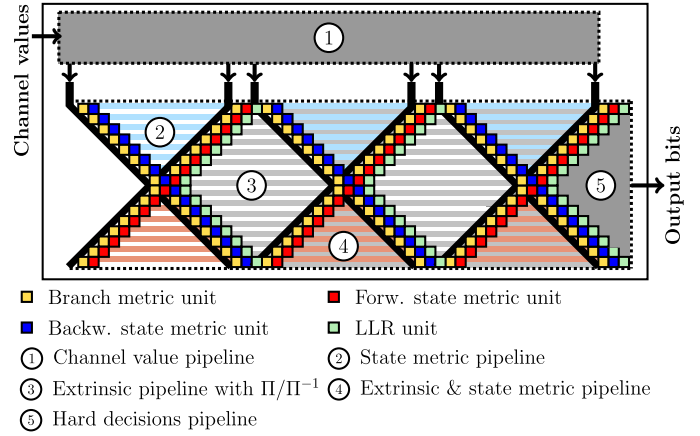 Channel values
1
2
3
4
5
Output bits
Branch metric unit
Forw. state metric unit
Backw. state metric unit
LLR unit
1 Channel value pipeline
2 State metric pipeline
3 Extrinsic pipeline with Π/Π⁻¹
4 Extrinsic & state metric pipeline
5 Hard decisions pipeline